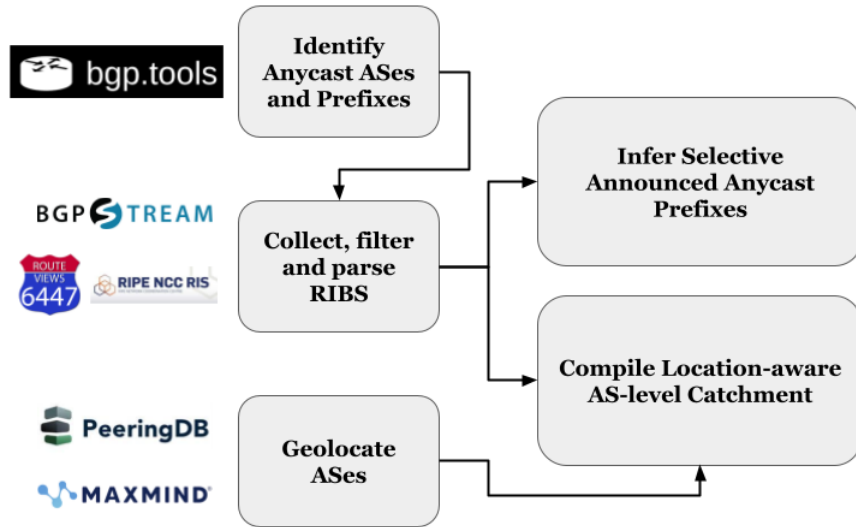 bgp.tools
Identify
Anycast ASes
and Prefixes
Infer Selective
Announced Anycast
Prefixes
BGP STREAM
Collect, filter
and parse
RIBS
ROUTE
VIEWS
6447
RIPE NCC RIS
Compile Location-aware
AS-level Catchment
PeeringDB
Geolocate
ASes
MAXMIND®